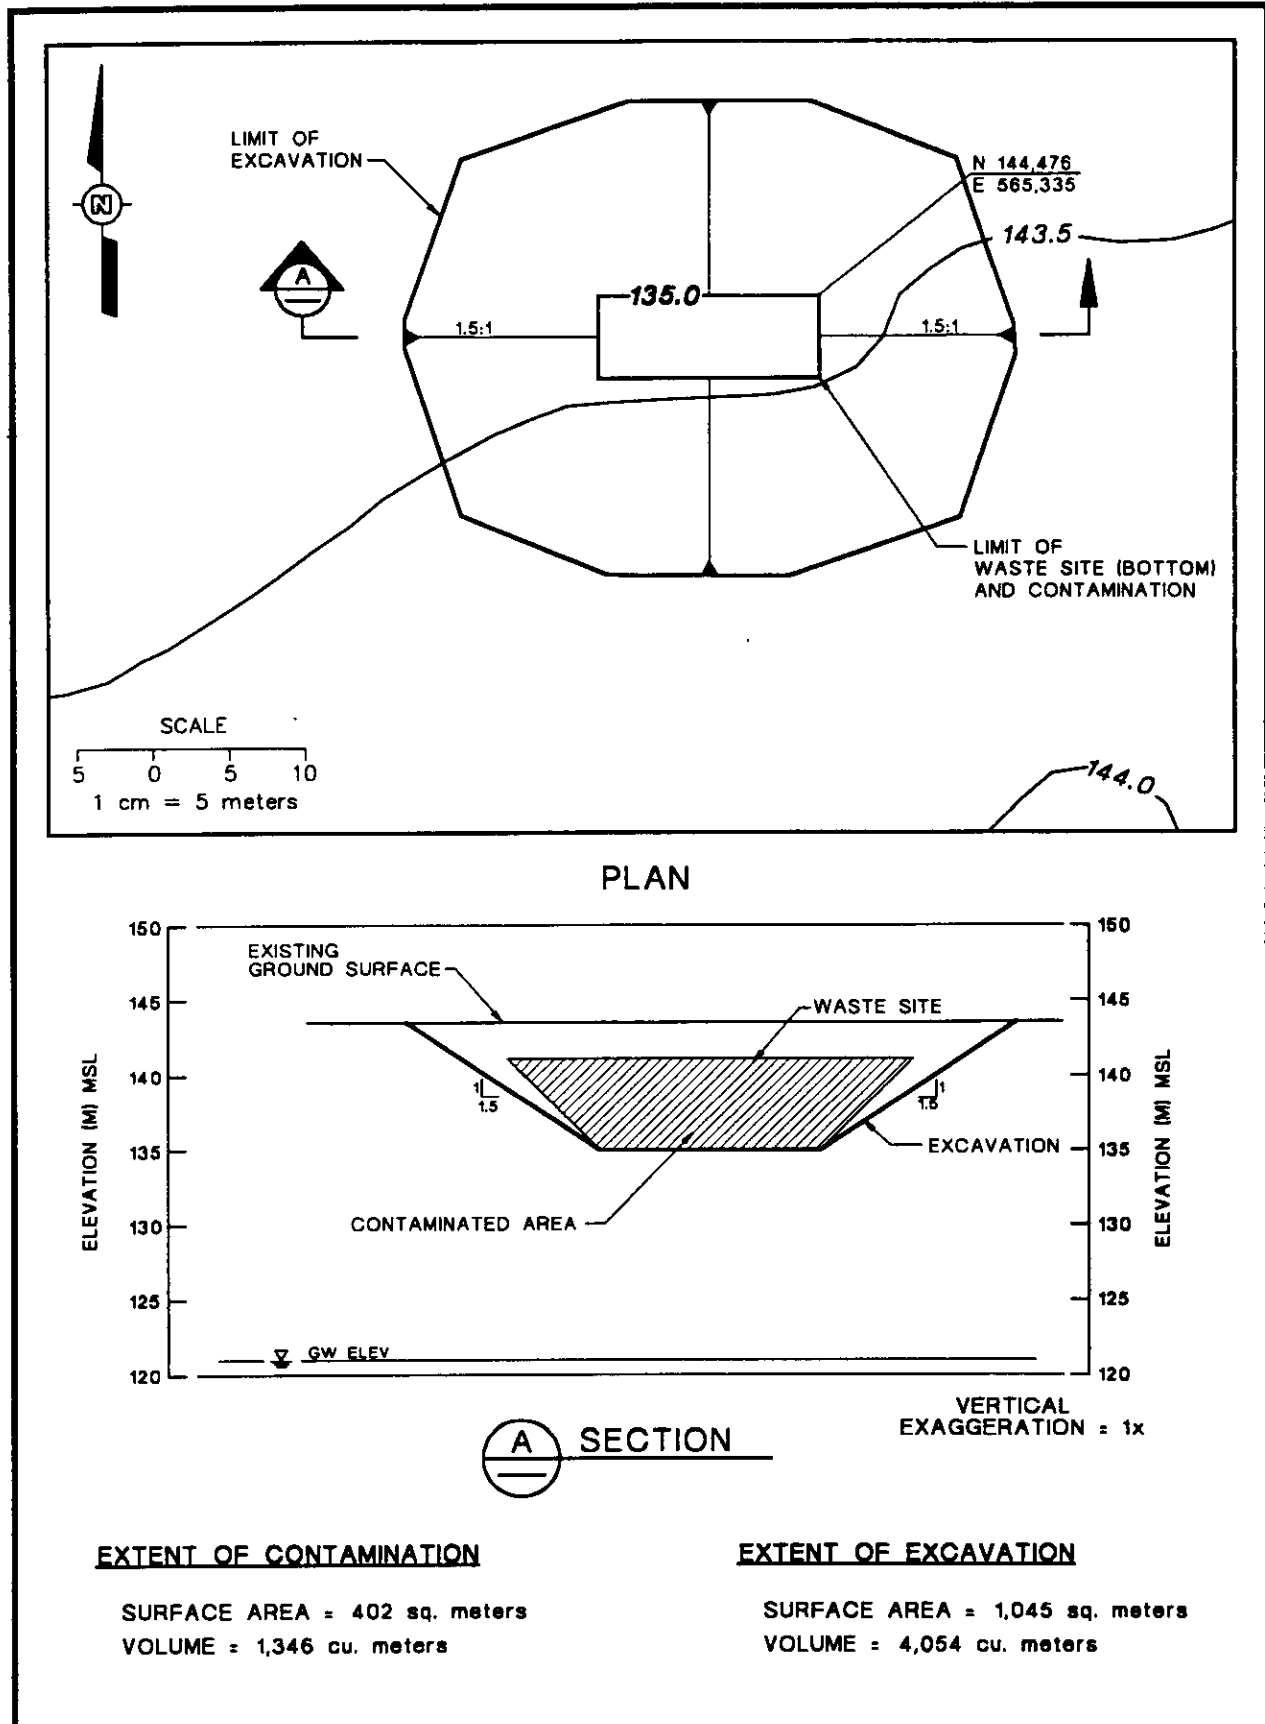 LIMIT OF
EXCAVATION
N 144,476
E 565,335
N
143.5
A
135.0
1.5:1
1.5:1
LIMIT OF
WASTE SITE (BOTTOM)
AND CONTAMINATION
SCALE
5 0 5 10
1 cm = 5 meters
144.0
PLAN
150
150
EXISTING
GROUND SURFACE
145
WASTE SITE
145
140
1
1.5
1
1.5
140
ELEVATION (M) MSL
ELEVATION (M) MSL
135
EXCAVATION
135
130
CONTAMINATED AREA
130
125
125
GW ELEV
120
120
VERTICAL
EXAGGERATION = 1x
A SECTION
EXTENT OF CONTAMINATION
SURFACE AREA = 402 sq. meters
VOLUME = 1,346 cu. meters
EXTENT OF EXCAVATION
SURFACE AREA = 1,045 sq. meters
VOLUME = 4,054 cu. meters